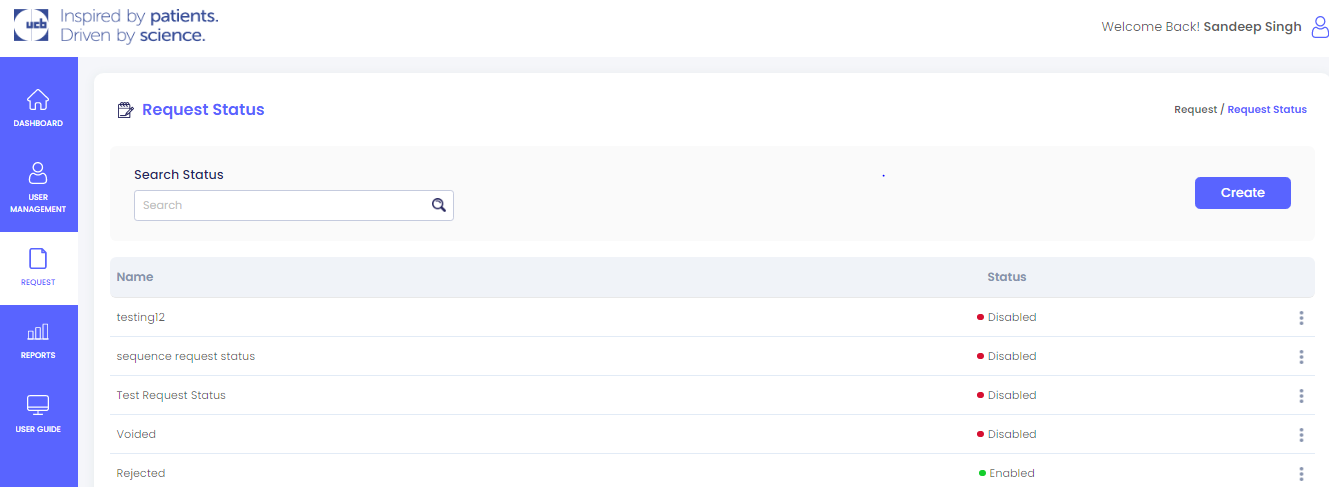 ucb
Inspired by patients.
Driven by science.
Welcome Back! Sandeep Singh
DASHBOARD
USER
MANAGEMENT
REQUEST
REPORTS
USER GUIDE
Request Status
Request / Request Status
Search Status
Search
Create
Name Status
testing12 Disabled
sequence request status Disabled
Test Request Status Disabled
Voided Disabled
Rejected Enabled